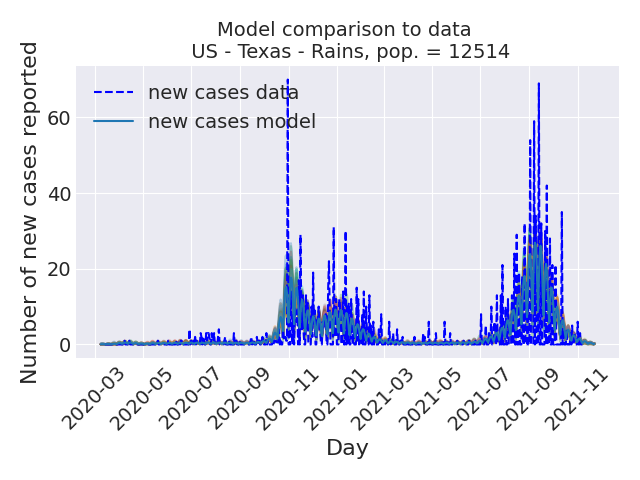 Model comparison to data
US - Texas - Rains, pop. = 12514
Number of new cases reported
60
40
20
0
new cases data
new cases model
2020-03
2020-05
2020-07
2020-09
2020-11
2021-01
2021-03
2021-05
2021-07
2021-09
2021-11
Day